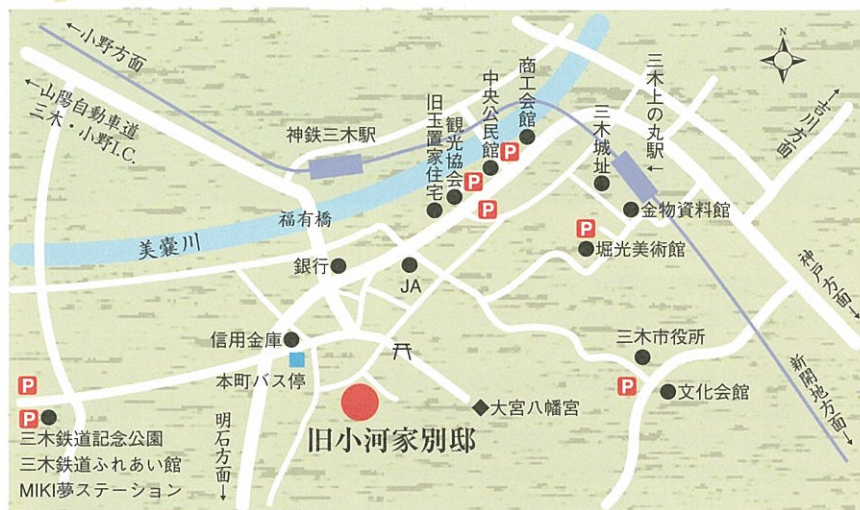 ←小野方面
←山陽自動車道
三木・小野I.C.
神鉄三木駅
旧玉置家住宅
観光協会
中央公民館
商工会館
三木城址
三木上の丸駅
←
N
吉川方面→
P
P
P
金物資料館
P
堀光美術館
福有橋
美嚢川
銀行
JA
神戸方面→
信用金庫
本町バス停
三木市役所
P
文化会館
新開地方面→
大宮八幡宮
旧小河家別邸
明石方面→
P
P
三木鉄道記念公園
三木鉄道ふれあい館
MIKI夢ステーション